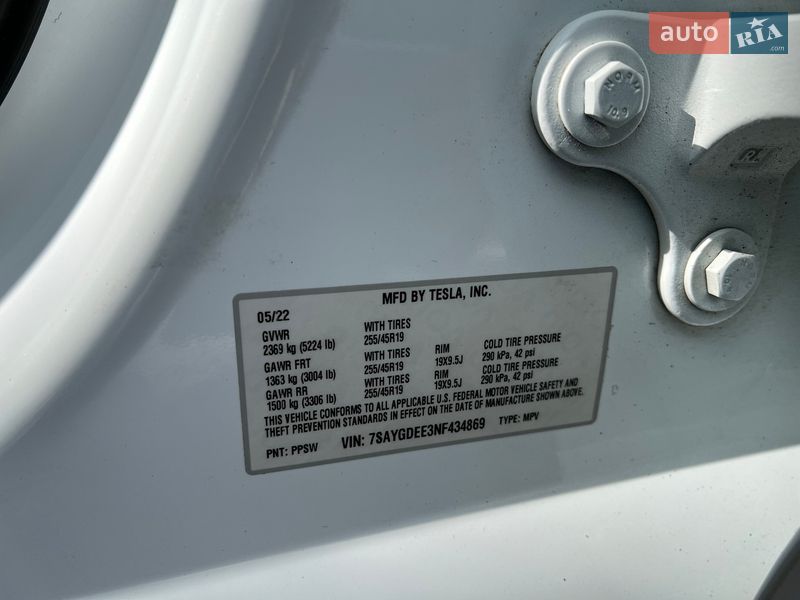 auto RIA .com
NORM
10.9
MFD BY TESLA, INC.
05/22
GVWR WITH TIRES
2369 kg (5224 lb) 255/45R19
GAWR FRT WITH TIRES RIM COLD TIRE PRESSURE
1363 kg (3004 lb) 255/45R19 19X9.5J 290 kPa, 42 psi
GAWR RR WITH TIRES RIM COLD TIRE PRESSURE
1500 kg (3306 lb) 255/45R19 19X9.5J 290 kPa, 42 psi
THIS VEHICLE CONFORMS TO ALL APPLICABLE U.S. FEDERAL MOTOR VEHICLE SAFETY AND
THEFT PREVENTION STANDARDS IN EFFECT ON THE DATE OF MANUFACTURE SHOWN ABOVE.
PNT: PPSW VIN: 7SAYGDEE3NF434869 TYPE: MPV